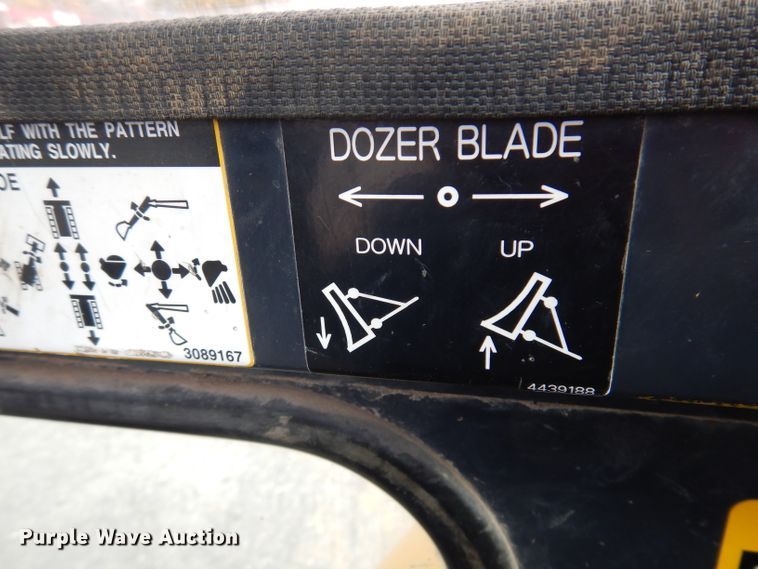 LF WITH THE PATTERN
ATING SLOWLY.
DE
3089167
DOZER BLADE
DOWN UP
4439188
Purple Wave Auction